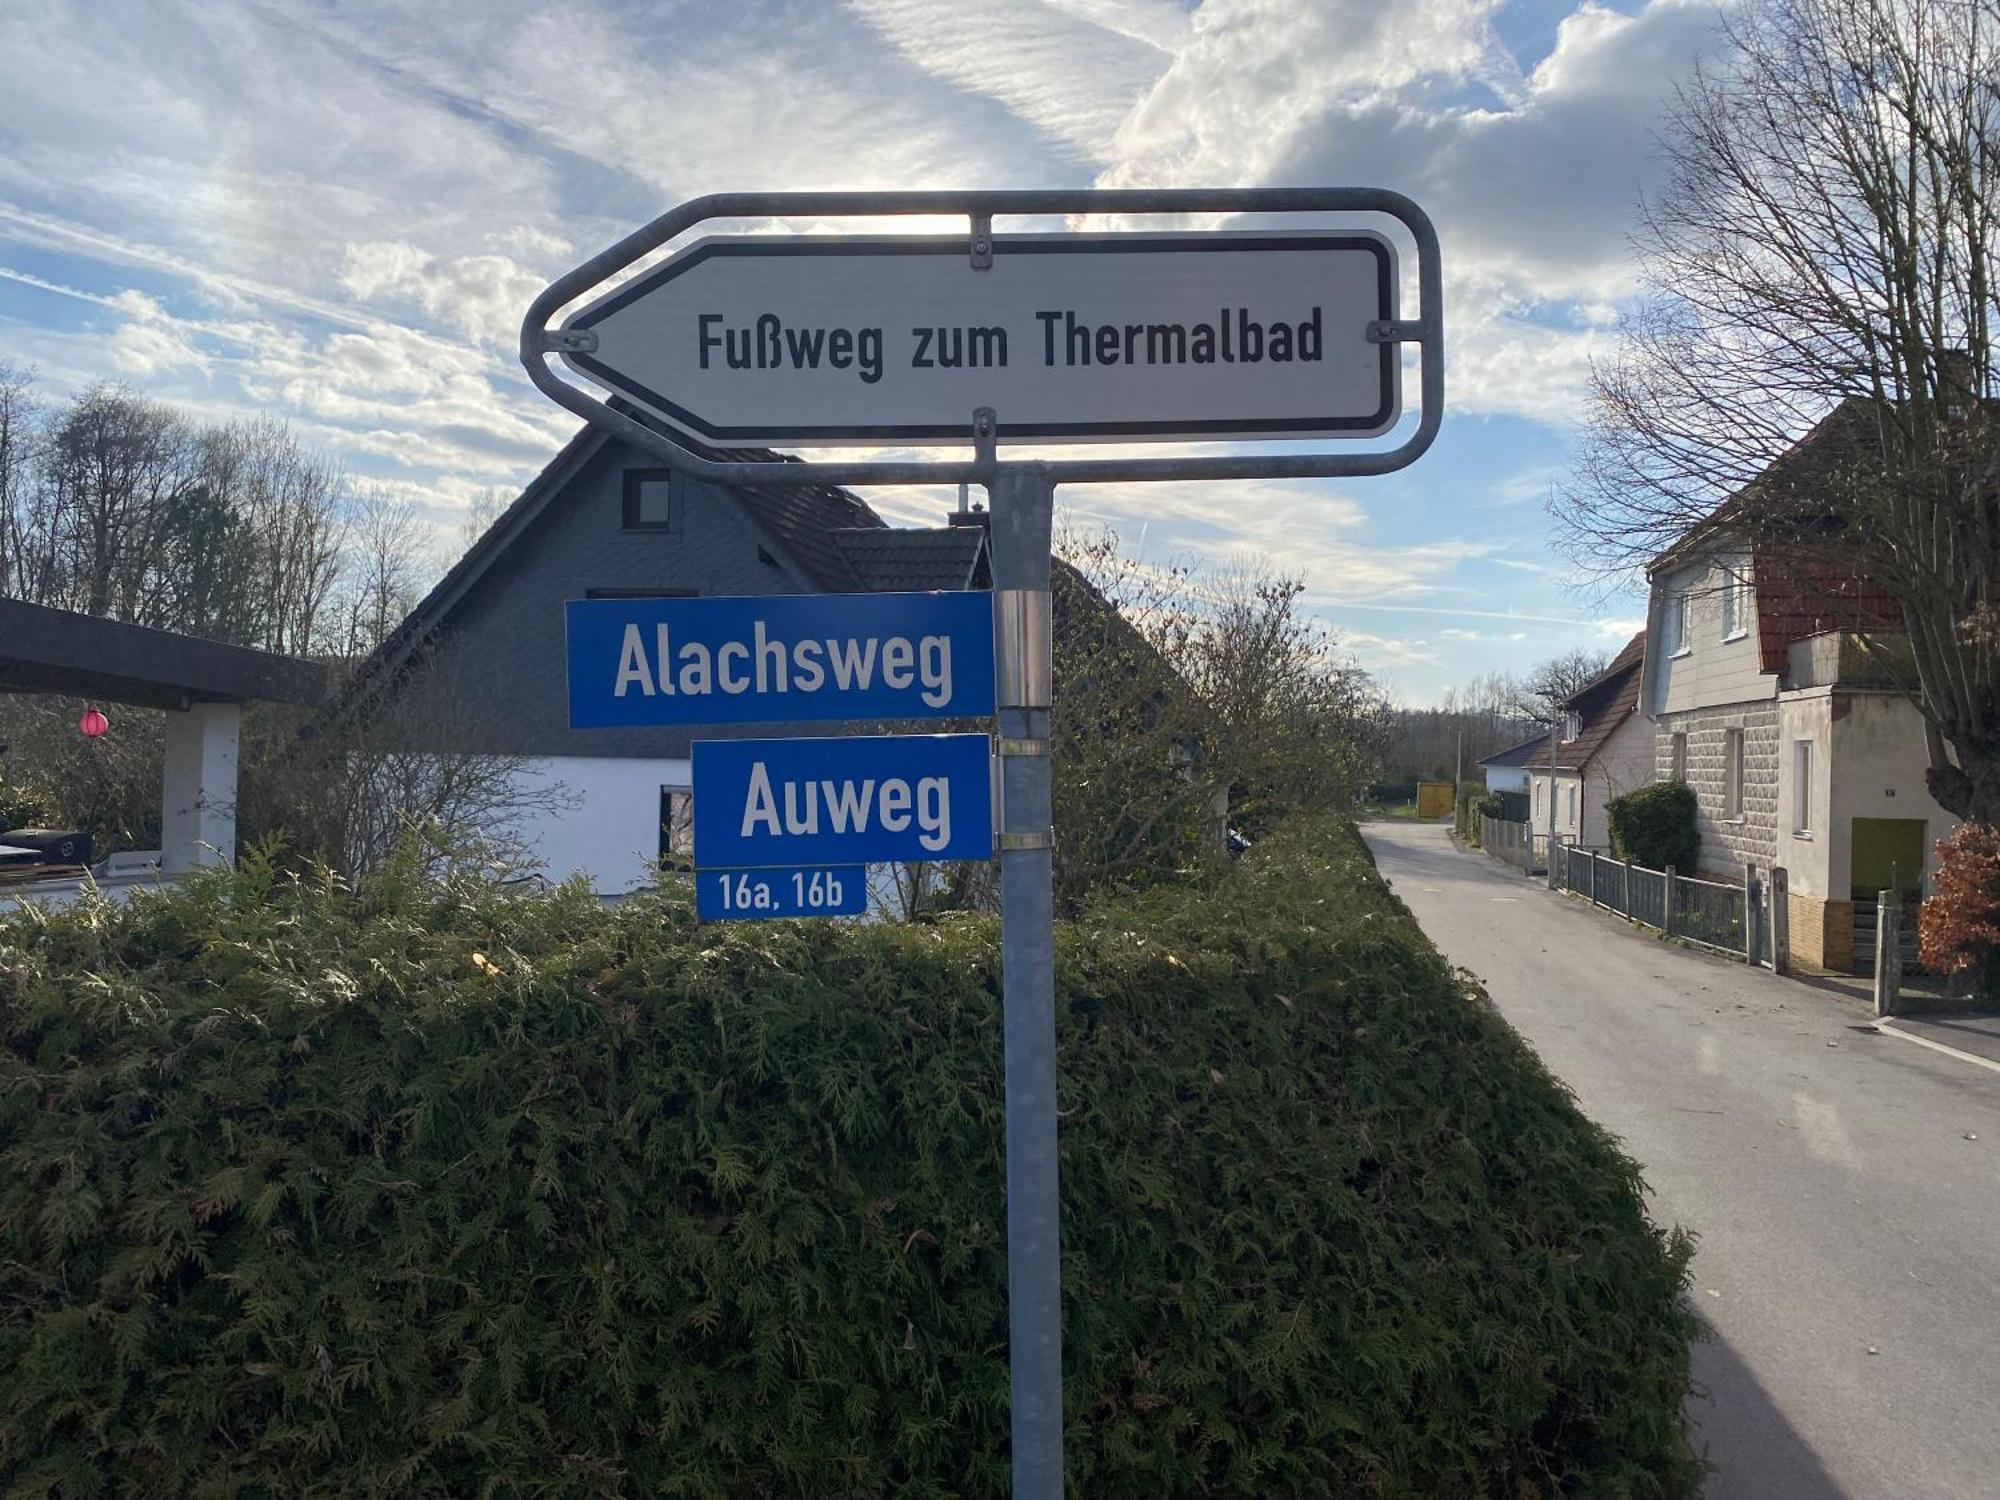 Fußweg zum Thermalbad
Alachsweg
Auweg
16a, 16b